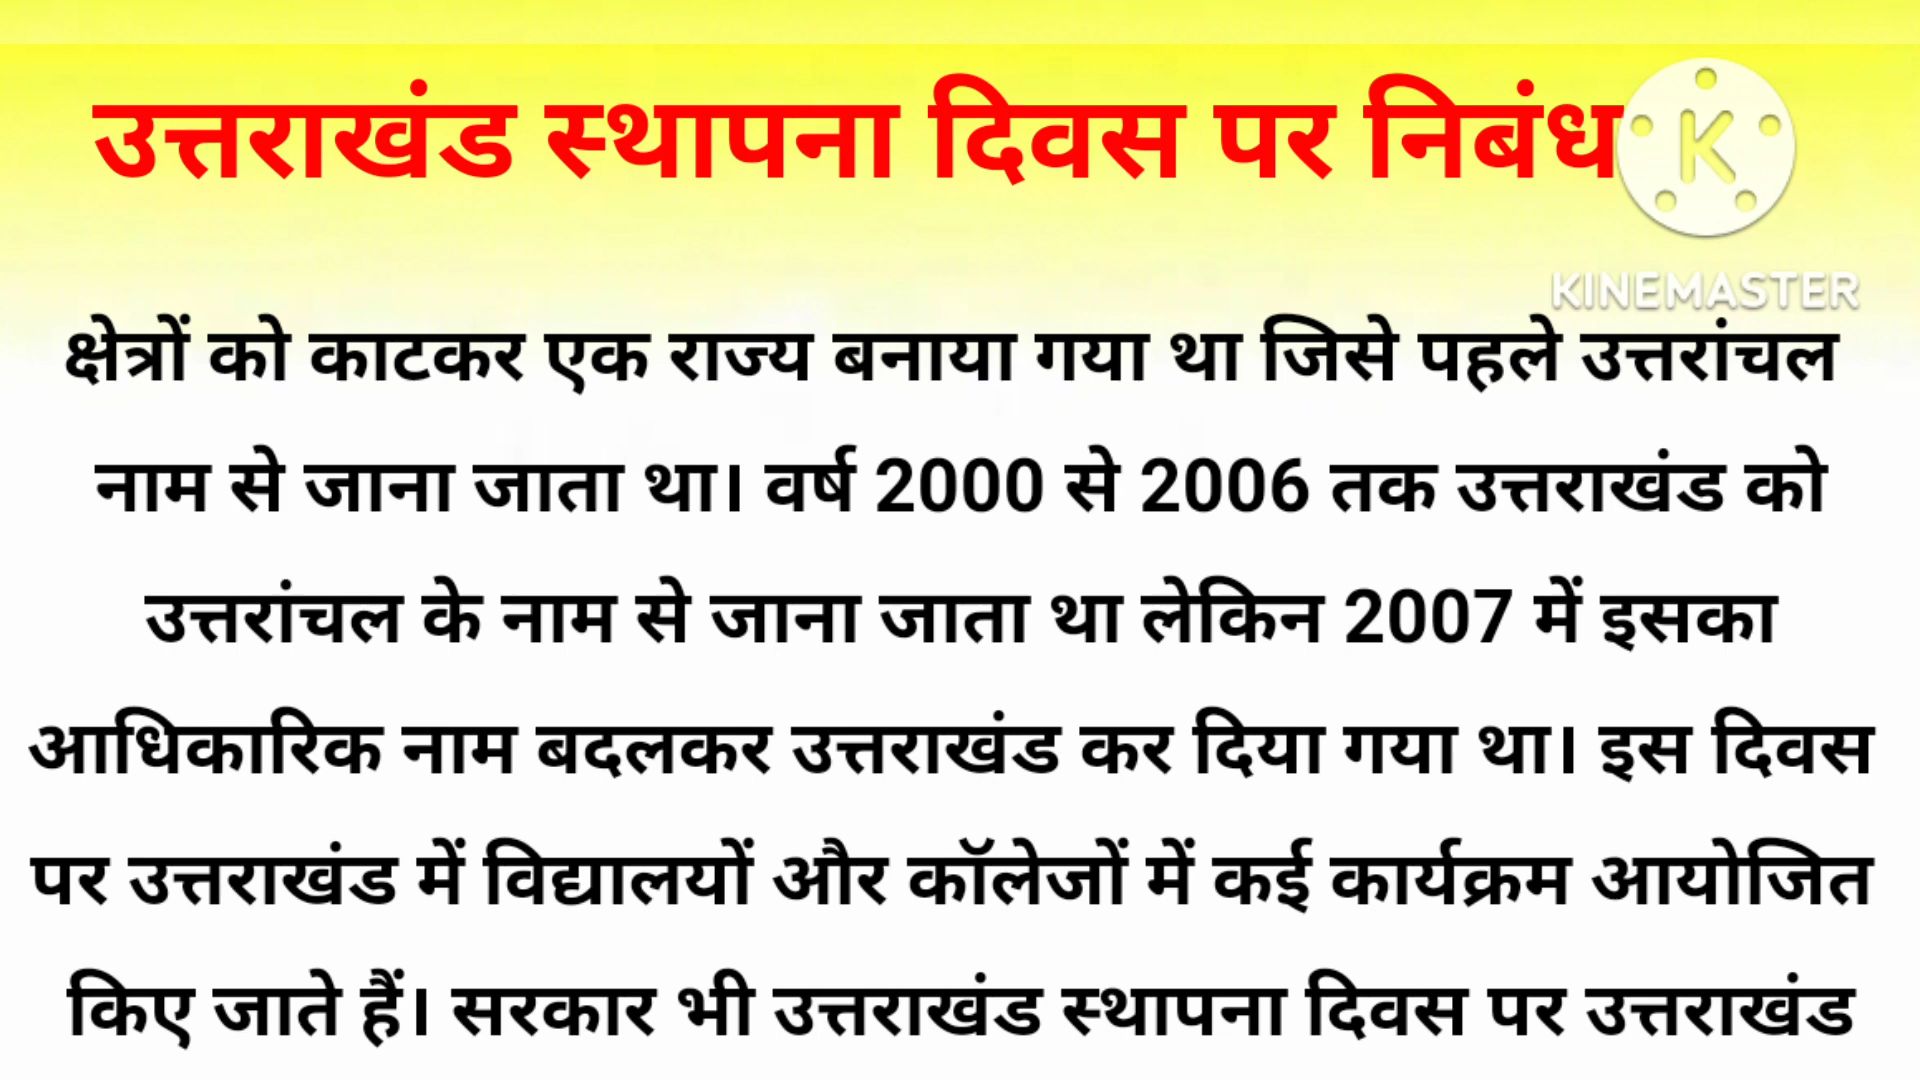 उत्तराखंड स्थापना दिवस पर निबंध
K
KINEMASTER
क्षेत्रों को काटकर एक राज्य बनाया गया था जिसे पहले उत्तरांचल
नाम से जाना जाता था। वर्ष 2000 से 2006 तक उत्तराखंड को
उत्तरांचल के नाम से जाना जाता था लेकिन 2007 में इसका
आधिकारिक नाम बदलकर उत्तराखंड कर दिया गया था। इस दिवस
पर उत्तराखंड में विद्यालयों और कॉलेजों में कई कार्यक्रम आयोजित
किए जाते हैं। सरकार भी उत्तराखंड स्थापना दिवस पर उत्तराखंड